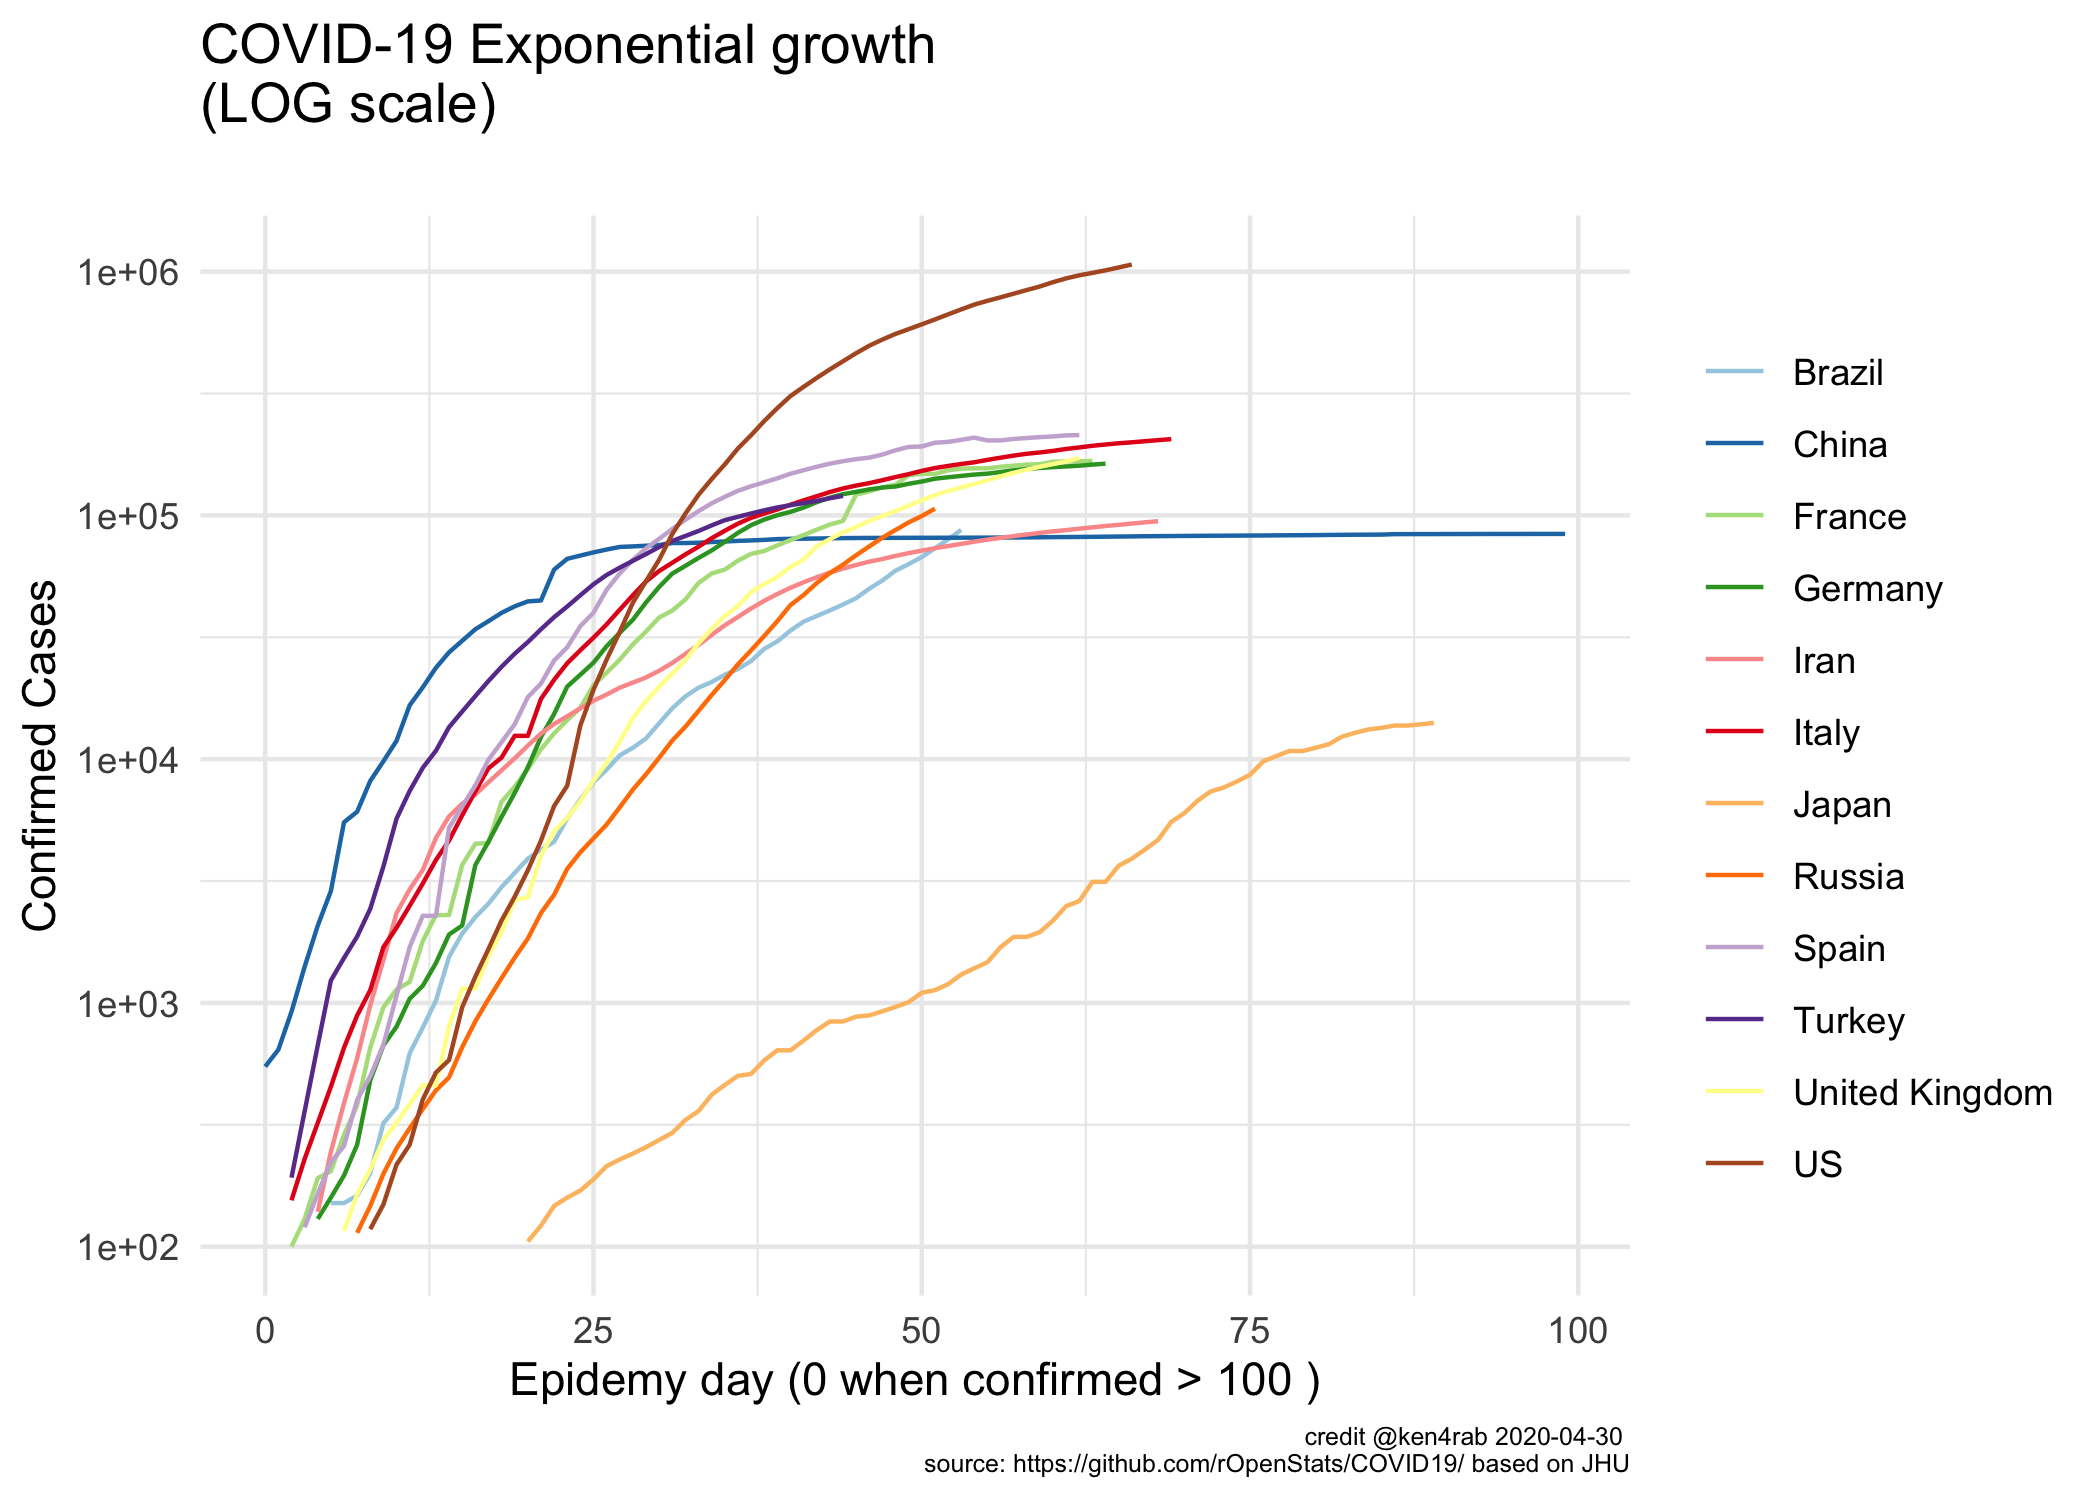 COVID-19 Exponential growth
(LOG scale)
1e+06
1e+05
1e+04
1e+03
1e+02
Confirmed Cases
0
25
50
75
100
Epidemy day (0 when confirmed > 100 )
Brazil
China
France
Germany
Iran
Italy
Japan
Russia
Spain
Turkey
United Kingdom
US
credit @ken4rab 2020-04-30
source: https://github.com/rOpenStats/COVID19/ based on JHU